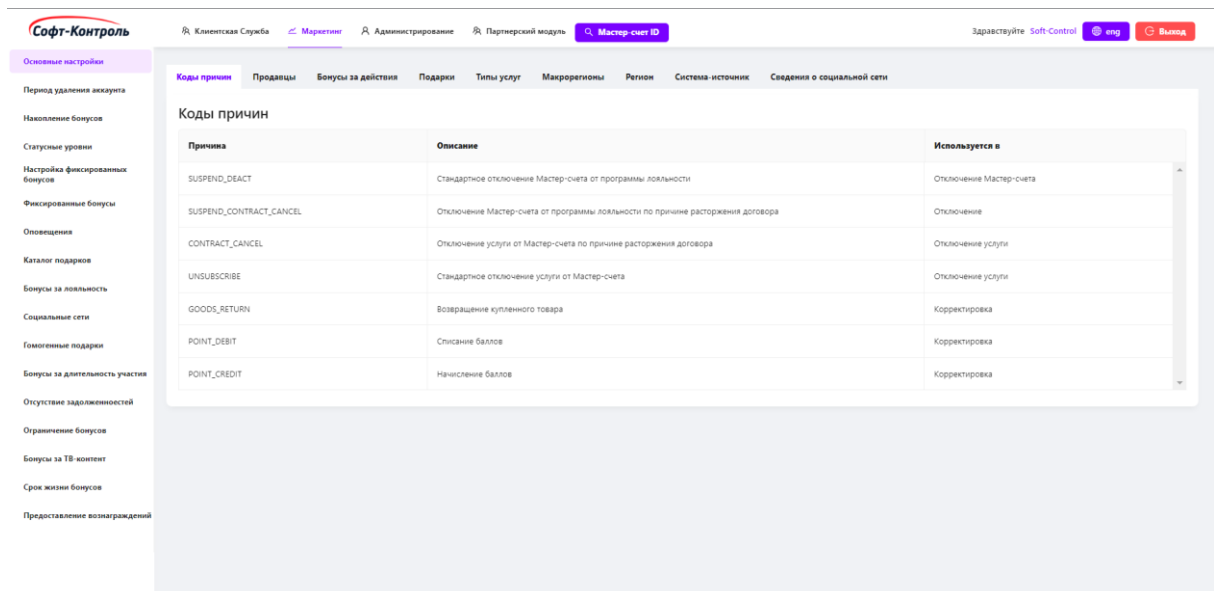 Софт-Контроль
Клиентская Служба Маркетинг Администрирование Партнерский модуль Мастер-счет ID Здравствуйте Soft-Control eng Выход
Основные настройки
Период удаления аккаунта
Накопление бонусов
Статусные уровни
Настройка фиксированных
бонусов
Фиксированные бонусы
Оповещения
Каталог подарков
Бонусы за лояльность
Социальные сети
Гомогенные подарки
Бонусы за длительность участия
Отсутствие задолженноестей
Ограничение бонусов
Бонусы за ТВ-контент
Срок жизни бонусов
Предоставление вознаграждений
Коды причин Продавцы Бонусы за действия Подарки Типы услуг Макрорегионы Регион Система-источник Сведения о социальной сети
Коды причин
Причина Описание Используется в
SUSPEND_DEACT Стандартное отключение Мастер-счета от программы лояльности Отключение Мастер-счета
SUSPEND_CONTRACT_CANCEL Отключение Мастер-счета от программы лояльности по причине расторжения договора Отключение
CONTRACT_CANCEL Отключение услуги от Мастер-счета по причине расторжения договора Отключение услуги
UNSUBSCRIBE Стандартное отключение услуги от Мастер-счета Отключение услуги
GOODS_RETURN Возвращение купленного товара Корректировка
POINT_DEBIT Списание баллов Корректировка
POINT_CREDIT Начисление баллов Корректировка